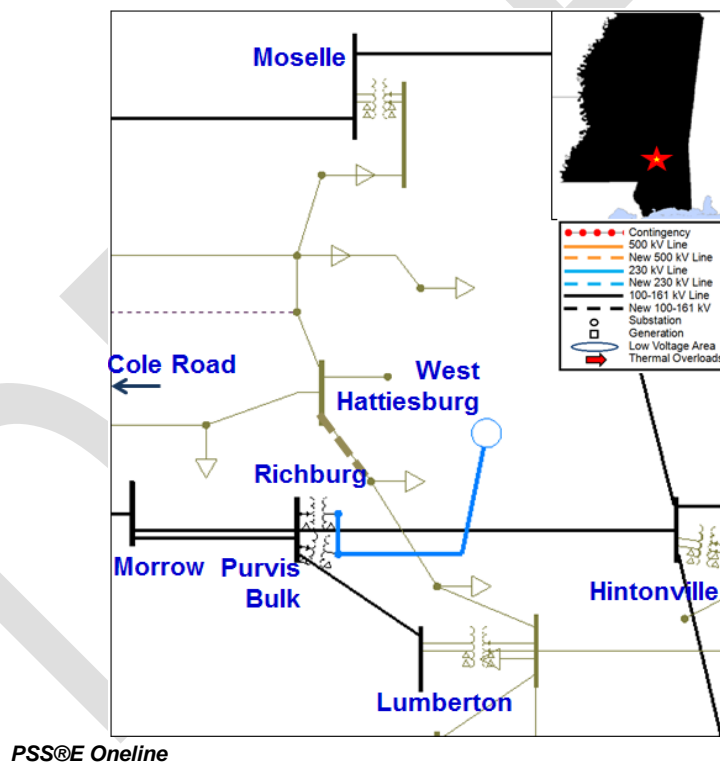 Moselle
Contingency
500 kV Line
New 500 kV Line
230 kV Line
New 230 kV Line
100-161 kV Line
New 100-161 kV
Substation
Generation
Low Voltage Area
Thermal Overloads
Cole Road
West
Hattiesburg
Richburg
Morrow
Purvis
Bulk
Hintonville
Lumberton
PSS®E Oneline